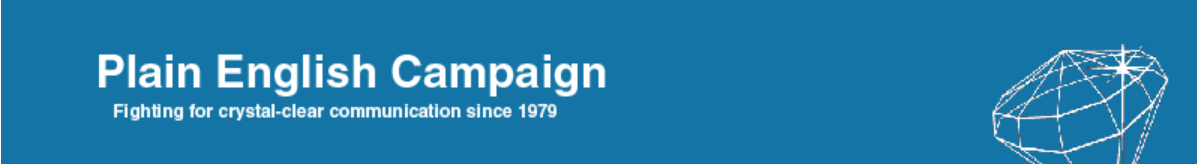 Plain English Campaign
Fighting for crystal-clear communication since 1979